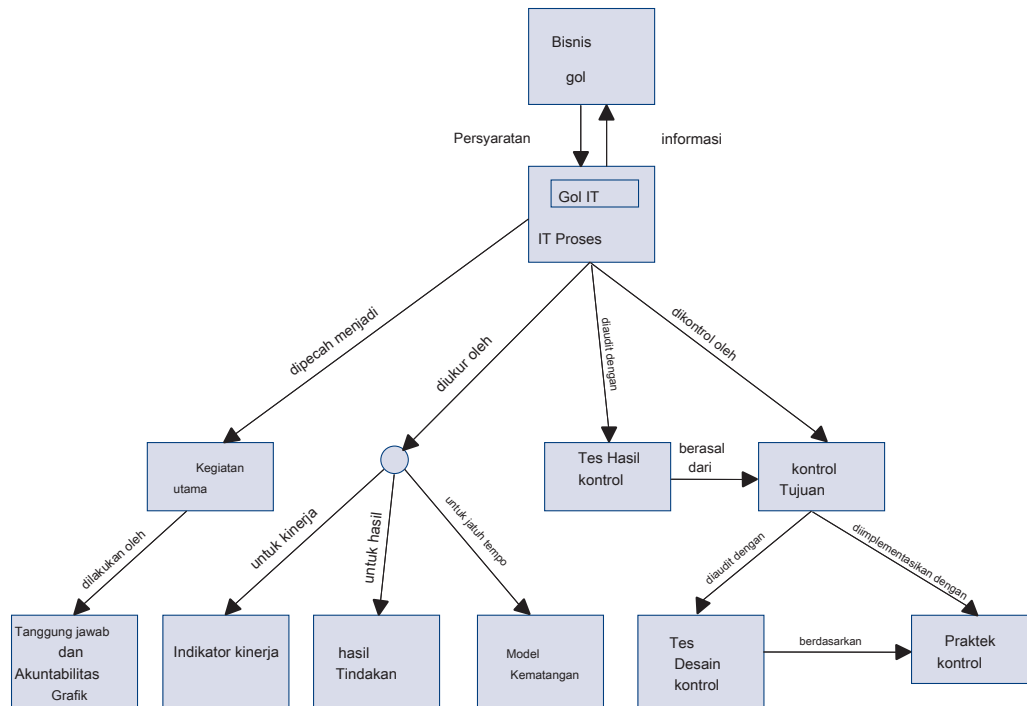 Bisnis
gol
Persyaratan
informasi
Gol IT
IT Proses
dipecah menjadi
diukur oleh
diaudit dengan
dikontrol oleh
Kegiatan
utama
Tes Hasil
kontrol
berasal
dari
kontrol
Tujuan
dilakukan oleh
untuk kinerja
untuk hasil
untuk jatuh tempo
diaudit dengan
diimplementasikan dengan
Tanggung jawab
dan
Akuntabilitas
Grafik
Indikator kinerja
hasil
Tindakan
Model
Kematangan
Tes
Desain
kontrol
berdasarkan
Praktek
kontrol